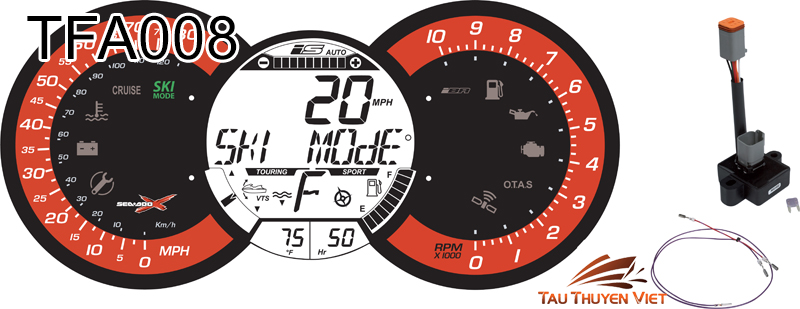 TFA008
iS AUTO
20 MPH
SKI MODE
TOURING SPORT
VTS
F
F
E
75 °F
50 Hr
CRUISE
SKI MODE
SEADOO X
Km/h
MPH
0
5
10
15
20
25
30
35
40
45
50
55
60
O.T.A.S
RPM X1000
0
1
2
3
4
5
6
7
8
9
10
TAU THUYEN VIET